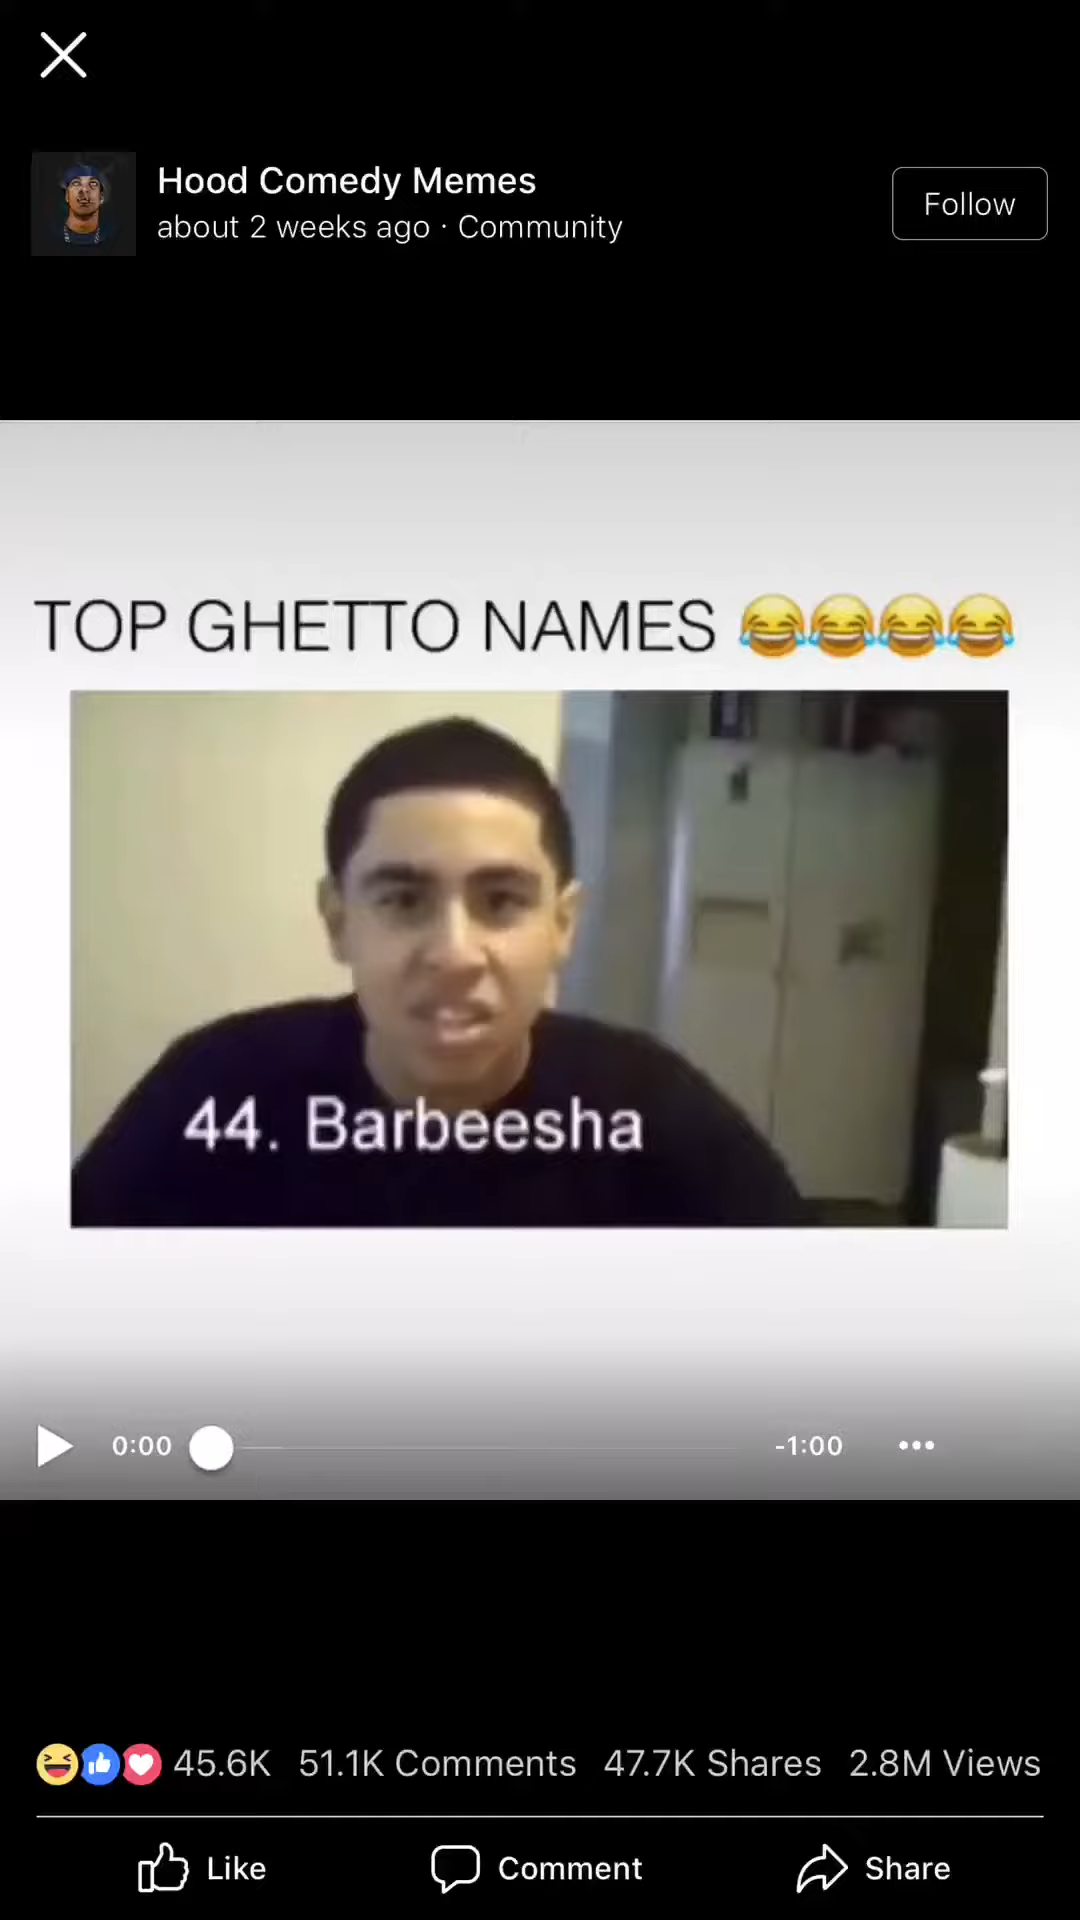 Hood Comedy Memes
about 2 weeks ago · Community
Follow
TOP GHETTO NAMES 😂😂😂😂
44. Barbeesha
0:00
-1:00
45.6K 51.1K Comments 47.7K Shares 2.8M Views
Like Comment Share